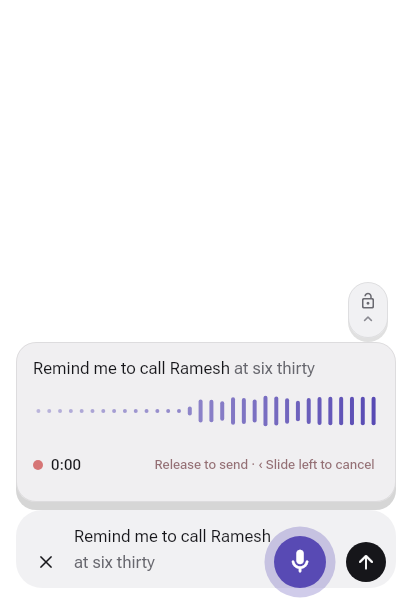 Remind me to call Ramesh at six thirty
0:00
Release to send · ‹ Slide left to cancel
Remind me to call Ramesh
at six thirty